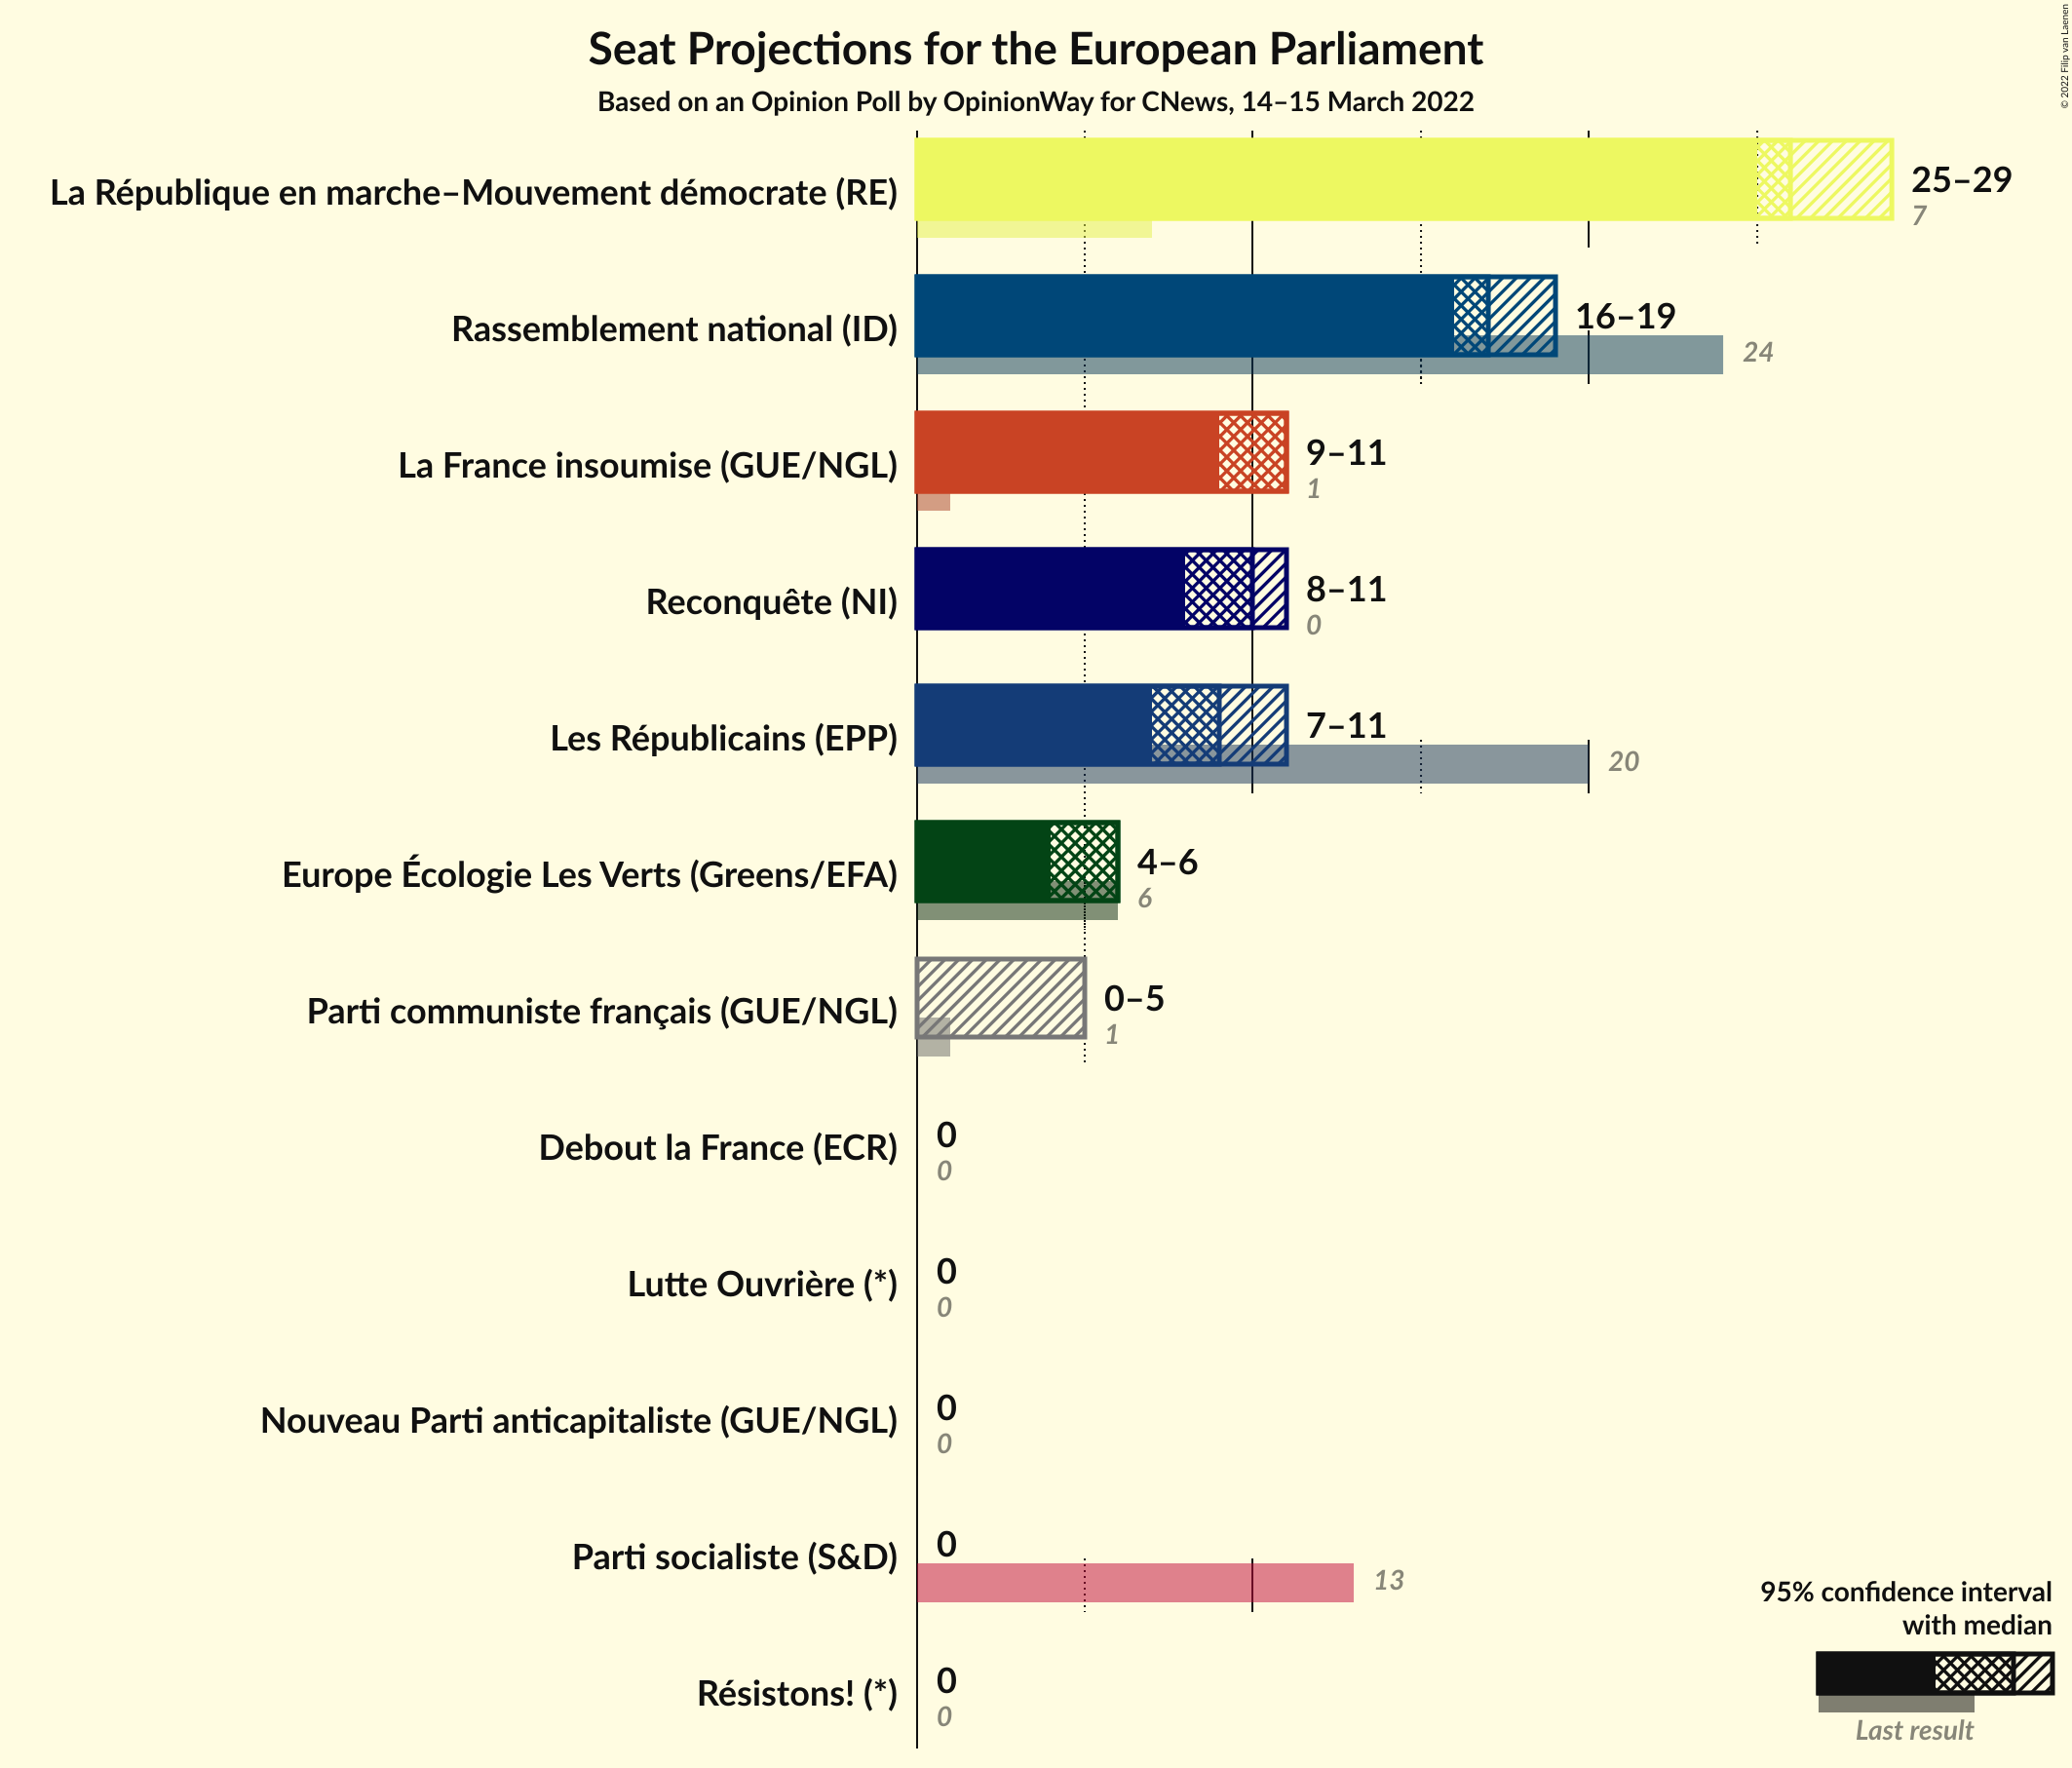 Seat Projections for the European Parliament
Based on an Opinion Poll by OpinionWay for CNews, 14–15 March 2022
© 2022 Filip van Laenen
La République en marche–Mouvement démocrate (RE)
25–29
7
Rassemblement national (ID)
16–19
24
La France insoumise (GUE/NGL)
9–11
1
Reconquête (NI)
8–11
0
Les Républicains (EPP)
7–11
20
Europe Écologie Les Verts (Greens/EFA)
4–6
6
Parti communiste français (GUE/NGL)
0–5
1
Debout la France (ECR)
0
0
Lutte Ouvrière (*)
0
0
Nouveau Parti anticapitaliste (GUE/NGL)
0
0
Parti socialiste (S&D)
0
13
Résistons! (*)
0
0
95% confidence interval
with median
Last result